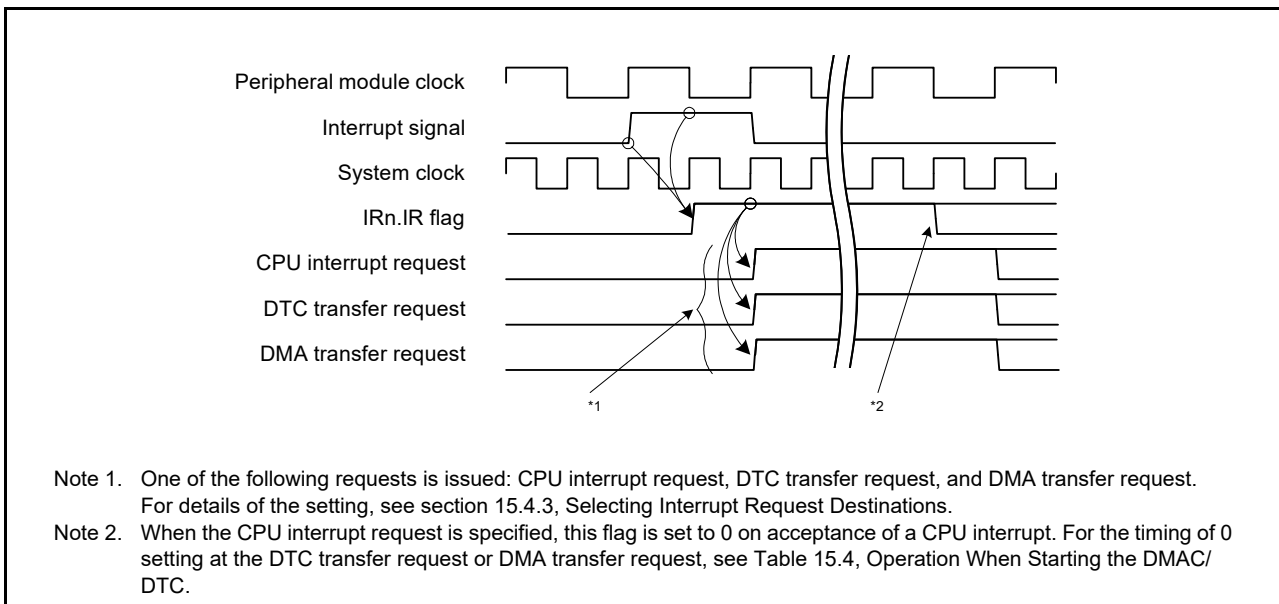 Peripheral module clock
Interrupt signal
System clock
IRn.IR flag
CPU interrupt request
DTC transfer request
DMA transfer request
*1
*2
Note 1. One of the following requests is issued: CPU interrupt request, DTC transfer request, and DMA transfer request.
For details of the setting, see section 15.4.3, Selecting Interrupt Request Destinations.
Note 2. When the CPU interrupt request is specified, this flag is set to 0 on acceptance of a CPU interrupt. For the timing of 0
setting at the DTC transfer request or DMA transfer request, see Table 15.4, Operation When Starting the DMAC/
DTC.